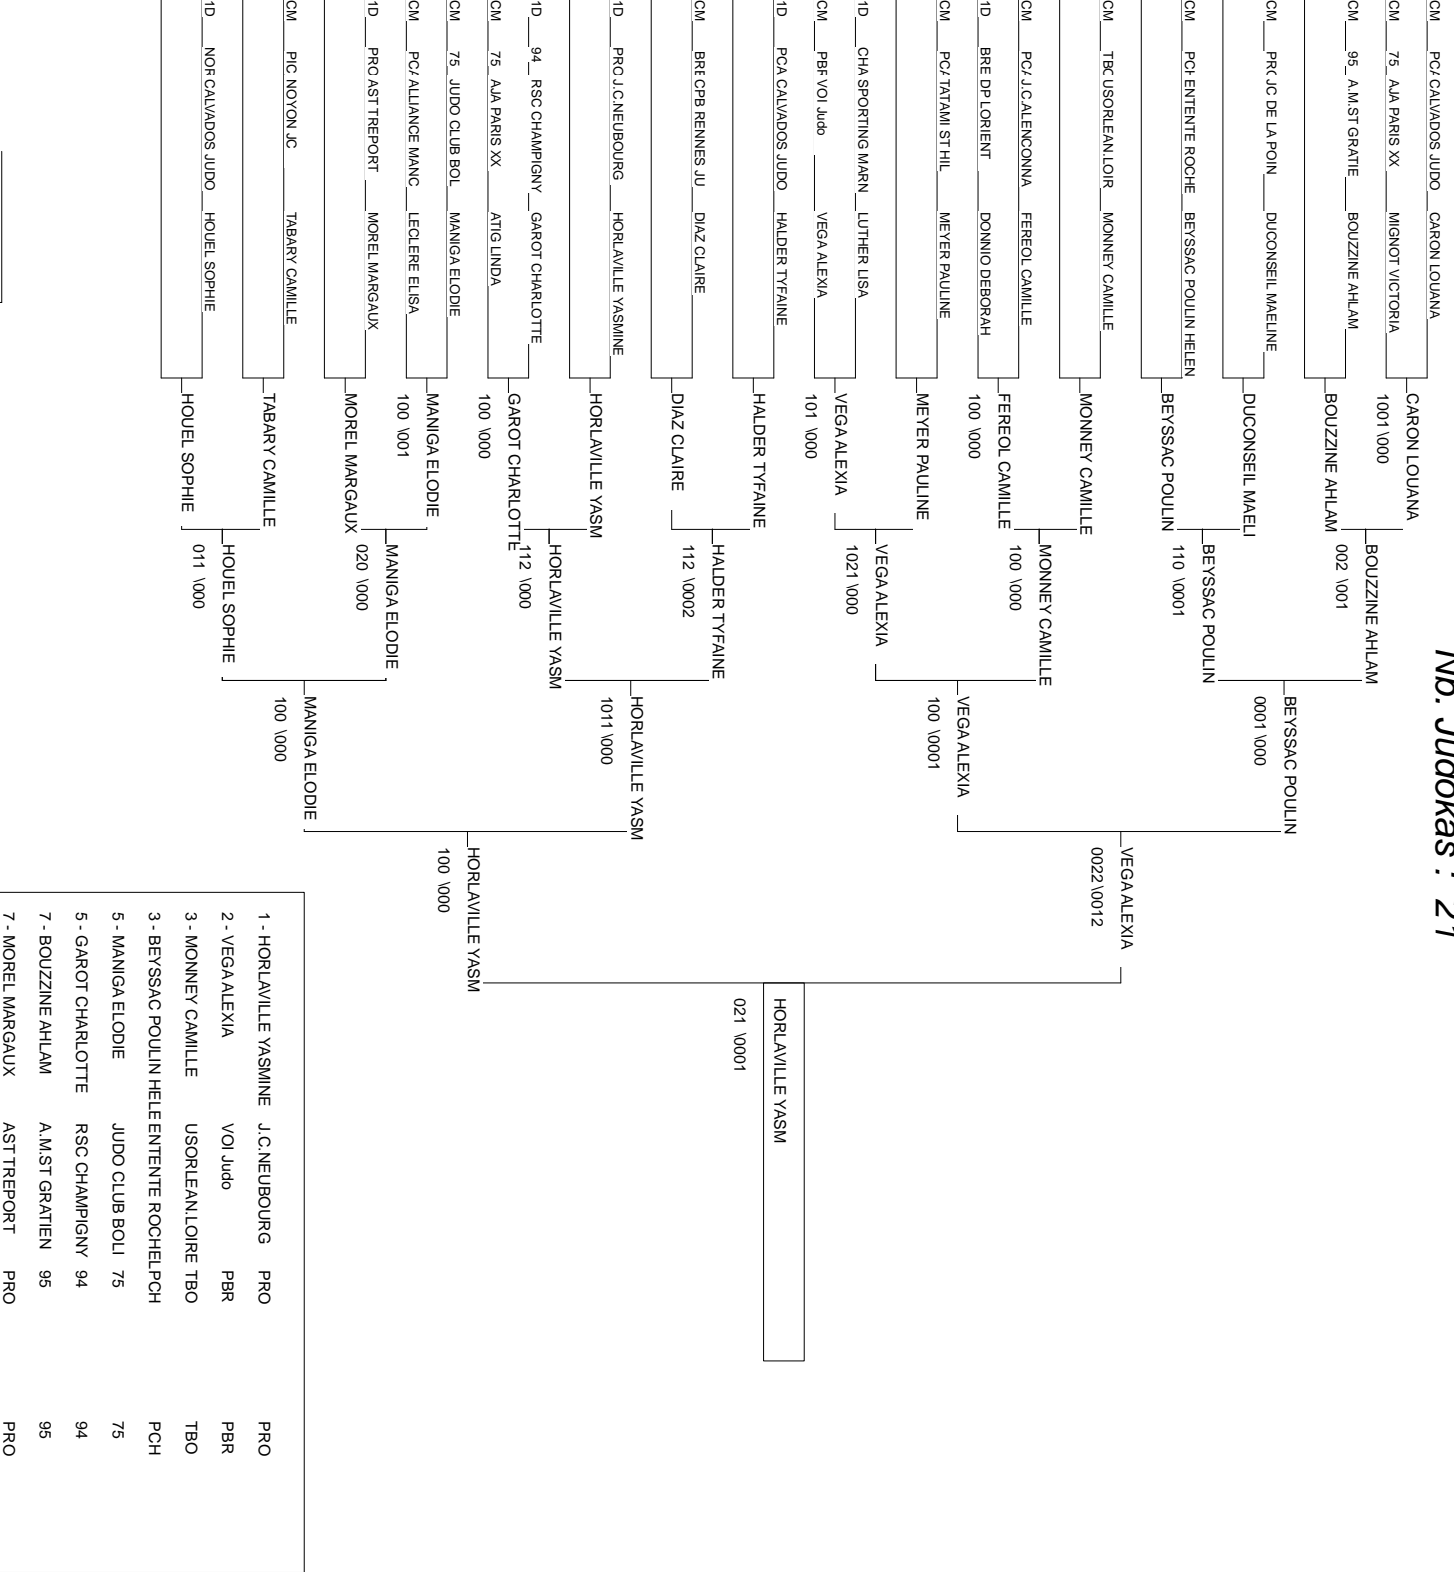 Nb. Judokas : 21
CM PC/ CALVADOS JUDO CARON LOUANA
CM 75_ AJA PARIS XX MIGNOT VICTORIA
CM 95_ A.M.ST GRATIE BOUZZINE AHLAM
CM PR( JC DE LA POIN DUCONSEIL MAELINE
CM PCH ENTENTE ROCHE BEYSSAC POULIN HELEN
CM TBC USORLEAN.LOIR MONNEY CAMILLE
CM PC/ J.C.ALENCONNA FEREOL CAMILLE
1D BRE DP LORIENT DONNIO DEBORAH
CM PC/ TATAMI ST HIL MEYER PAULINE
1D CHA SPORTING MARN LUTHER LISA
CM PBF VOI Judo VEGA ALEXIA
1D PCA CALVADOS JUDO HALDER TYFAINE
CM BRE CPB RENNES JU DIAZ CLAIRE
1D PRO J.C.NEUBOURG HORLAVILLE YASMINE
1D 94_ RSC CHAMPIGNY GAROT CHARLOTTE
CM 75_ AJA PARIS XX ATIG LINDA
CM 75_ JUDO CLUB BOL MANIGA ELODIE
CM PC/ ALLIANCE MANC LECLERE ELISA
1D PRO AST TREPORT MOREL MARGAUX
CM PIC NOYON JC TABARY CAMILLE
1D NOR CALVADOS JUDO HOUEL SOPHIE
CARON LOUANA
1001 \000
BOUZZINE AHLAM
DUCONSEIL MAELI
BEYSSAC POULIN
MONNEY CAMILLE
FEREOL CAMILLE
100 \000
MEYER PAULINE
VEGA ALEXIA
101 \000
HALDER TYFAINE
DIAZ CLAIRE
HORLAVILLE YASM
GAROT CHARLOTTE
100 \000
MANIGA ELODIE
100 \001
MOREL MARGAUX
TABARY CAMILLE
HOUEL SOPHIE
BOUZZINE AHLAM
002 \001
BEYSSAC POULIN
110 \0001
MONNEY CAMILLE
100 \000
VEGA ALEXIA
1021 \000
HALDER TYFAINE
112 \0002
HORLAVILLE YASM
112 \000
MANIGA ELODIE
020 \000
HOUEL SOPHIE
011 \000
BEYSSAC POULIN
0001 \000
VEGA ALEXIA
100 \0001
HORLAVILLE YASM
1011 \000
MANIGA ELODIE
100 \000
VEGA ALEXIA
0022 \0012
HORLAVILLE YASM
100 \000
HORLAVILLE YASM
021 \0001
1 - HORLAVILLE YASMINE J.C.NEUBOURG PRO PRO
2 - VEGA ALEXIA VOI Judo PBR PBR
3 - MONNEY CAMILLE USORLEAN.LOIRE TBO TBO
3 - BEYSSAC POULIN HELE ENTENTE ROCHEL PCH PCH
5 - MANIGA ELODIE JUDO CLUB BOLI 75 75
5 - GAROT CHARLOTTE RSC CHAMPIGNY 94 94
7 - BOUZZINE AHLAM A.M.ST GRATIEN 95 95
7 - MOREL MARGAUX AST TREPORT PRO PRO